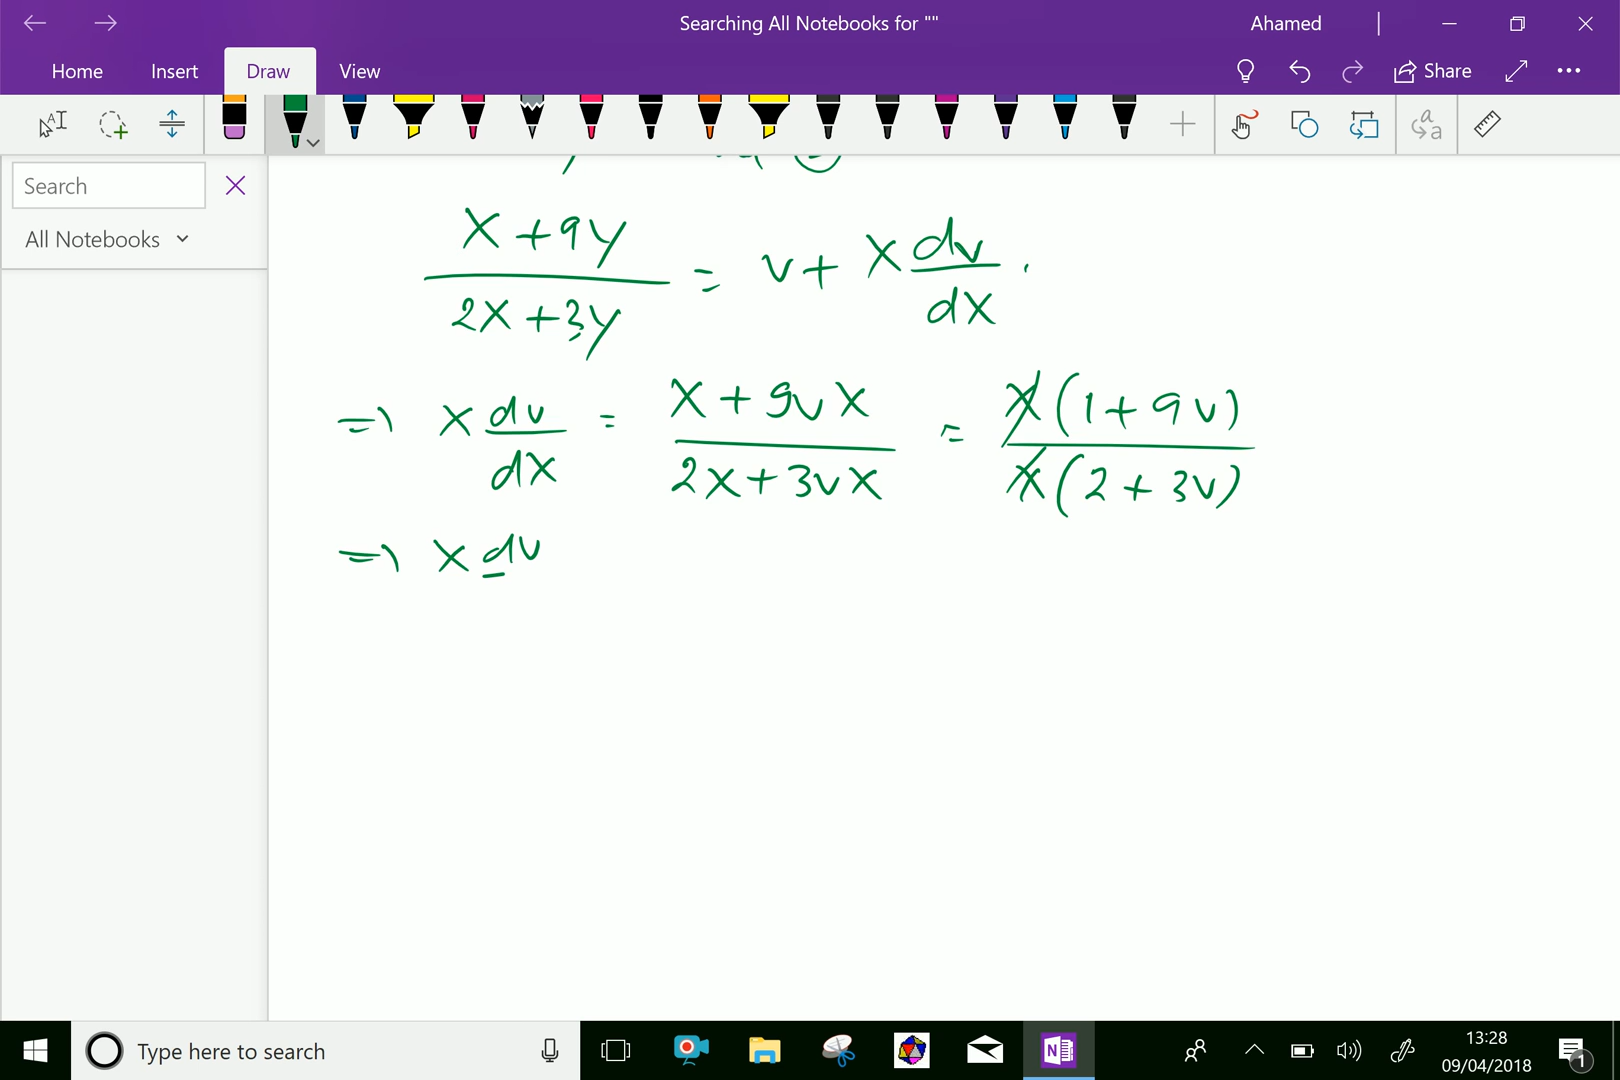 Searching All Notebooks for ""
Ahamed
Home Insert Draw View
Share
Search
All Notebooks
x + 9y / 2x + 3y = v + x dv/dx .
⇒ x dv/dx = x + 9vx / 2x + 3vx = x(1 + 9v) / x(2 + 3v)
⇒ x dv
Type here to search
13:28
09/04/2018
1